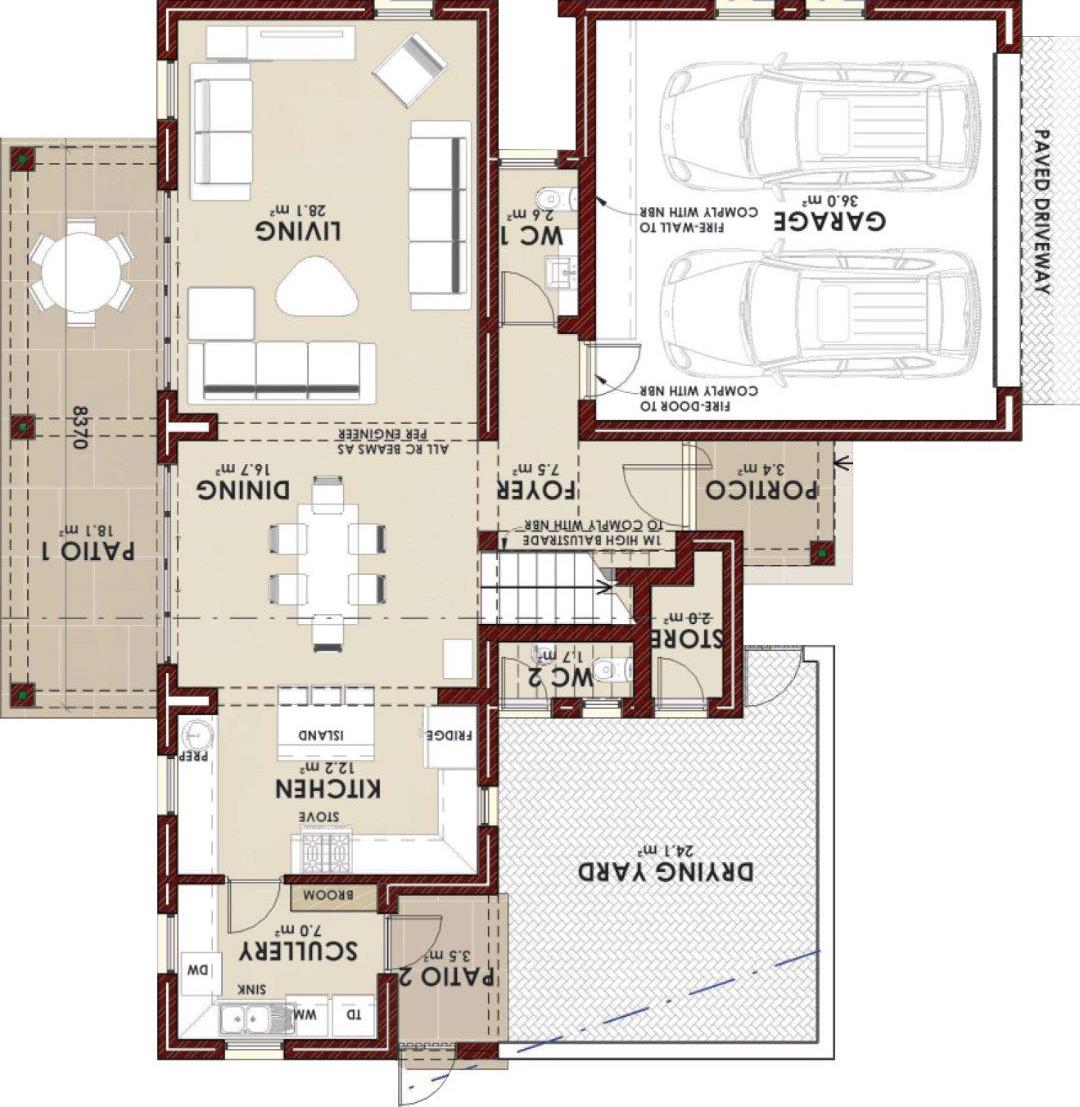 PAVED DRIVEWAY
LIVING
28.1 m²
WC 1
2.6 m²
FIRE-WALL TO
COMPLY WITH NBR
GARAGE
36.0 m²
FIRE-DOOR TO
COMPLY WITH NBR
8370
ALL RC BEAMS AS
PER ENGINEER
DINING
16.7 m²
FOYER
7.5 m²
PORTICO
3.4 m²
PATIO 1
18.1 m²
1M HIGH BALUSTRADE
TO COMPLY WITH NBR
STORE
2.0 m²
WC 2
1.7 m²
ISLAND
FRIDGE
PREP
KITCHEN
12.2 m²
STOVE
DRYING YARD
24.1 m²
BROOM
SCULLERY
7.0 m²
PATIO 2
3.5 m²
DW
SINK
WM
TD